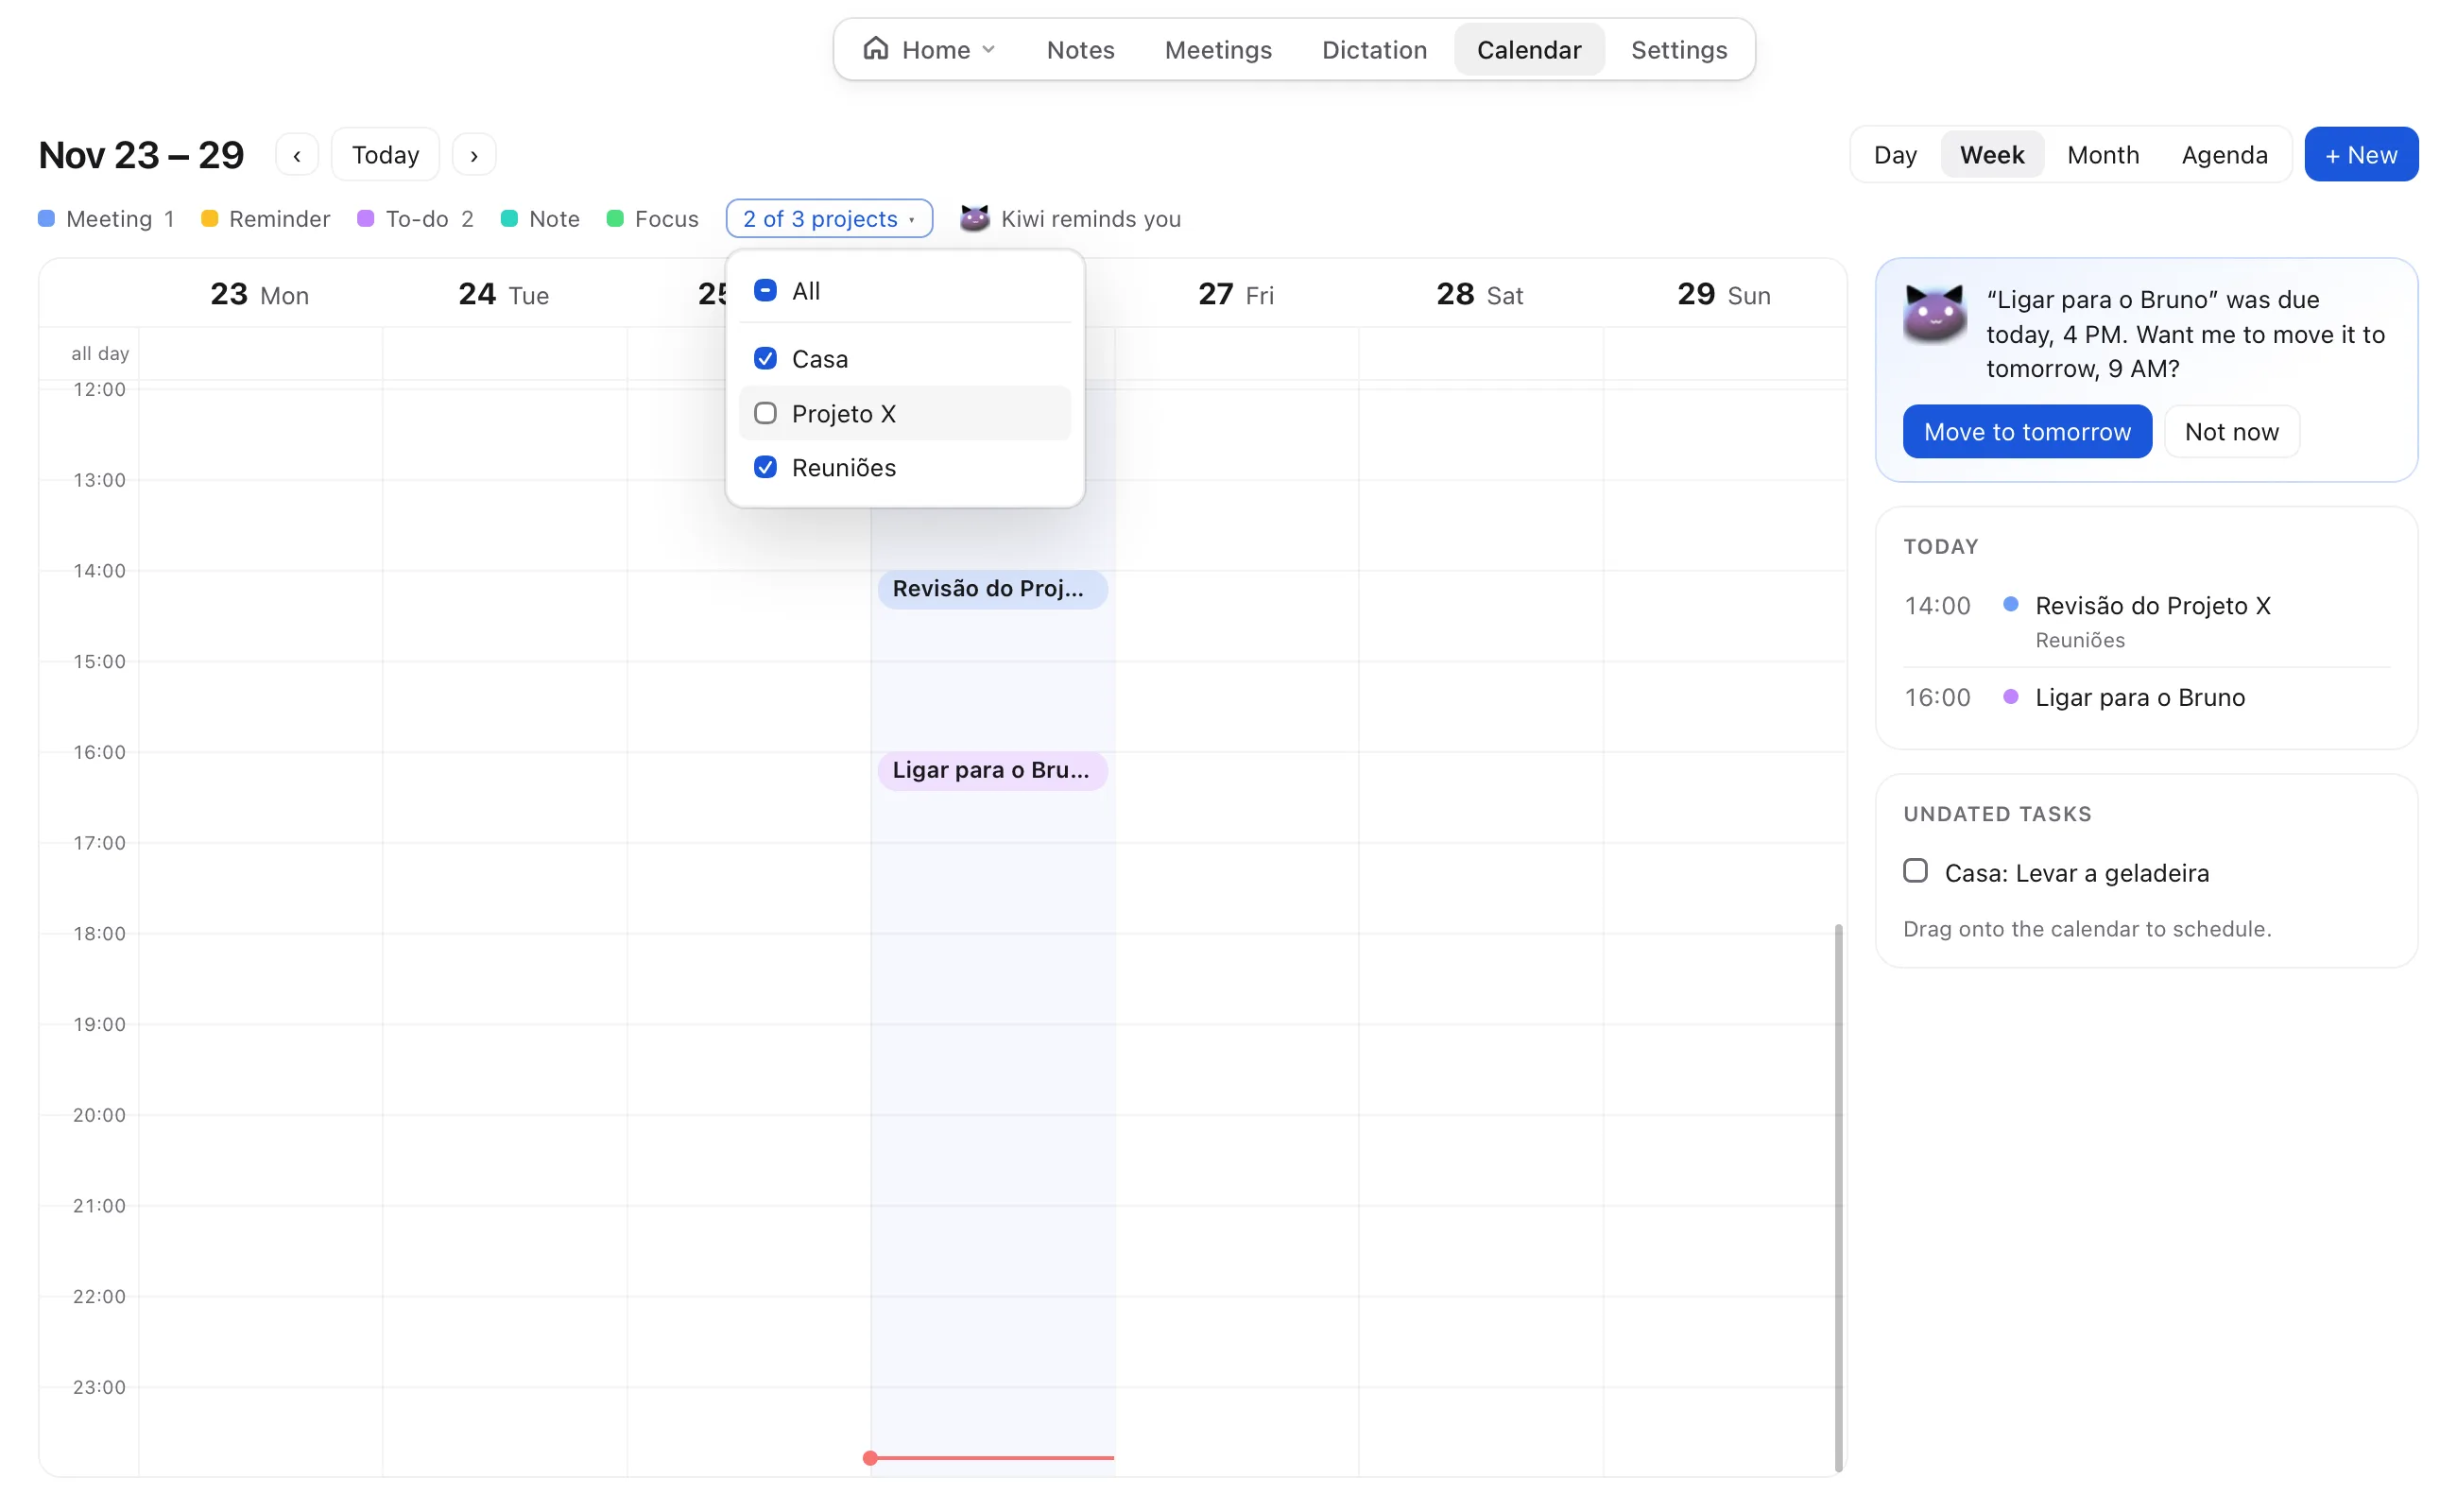 Home Notes Meetings Dictation Calendar Settings
Nov 23 – 29 ‹ Today › Day Week Month Agenda + New
Meeting 1 Reminder To-do 2 Note Focus 2 of 3 projects Kiwi reminds you
All
Casa
Projeto X
Reuniões
23 Mon 24 Tue 25 27 Fri 28 Sat 29 Sun
all day
12:00
13:00
14:00
Revisão do Proj...
15:00
16:00
Ligar para o Bru...
17:00
18:00
19:00
20:00
21:00
22:00
23:00
“Ligar para o Bruno” was due
today, 4 PM. Want me to move it to
tomorrow, 9 AM?
Move to tomorrow Not now
TODAY
14:00 Revisão do Projeto X
Reuniões
16:00 Ligar para o Bruno
UNDATED TASKS
Casa: Levar a geladeira
Drag onto the calendar to schedule.